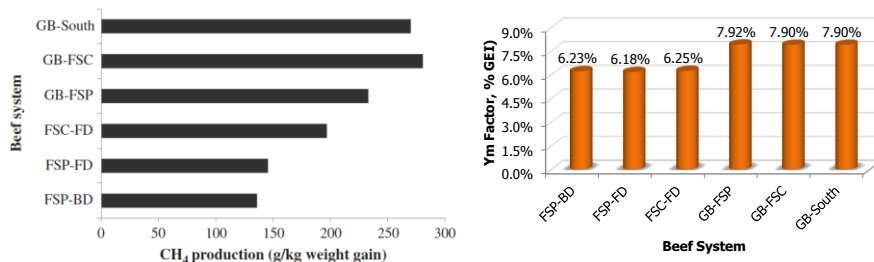 Beef system
GB-South
GB-FSC
GB-FSP
FSC-FD
FSP-FD
FSP-BD
0 50 100 150 200 250 300
CH4 production (g/kg weight gain)
Ym Factor, % GEI
9.0%
7.5%
6.0%
4.5%
3.0%
1.5%
0.0%
6.23% 6.18% 6.25% 7.92% 7.90% 7.90%
FSP-BD FSP-FD FSC-FD GB-FSP GB-FSC GB-South
Beef System